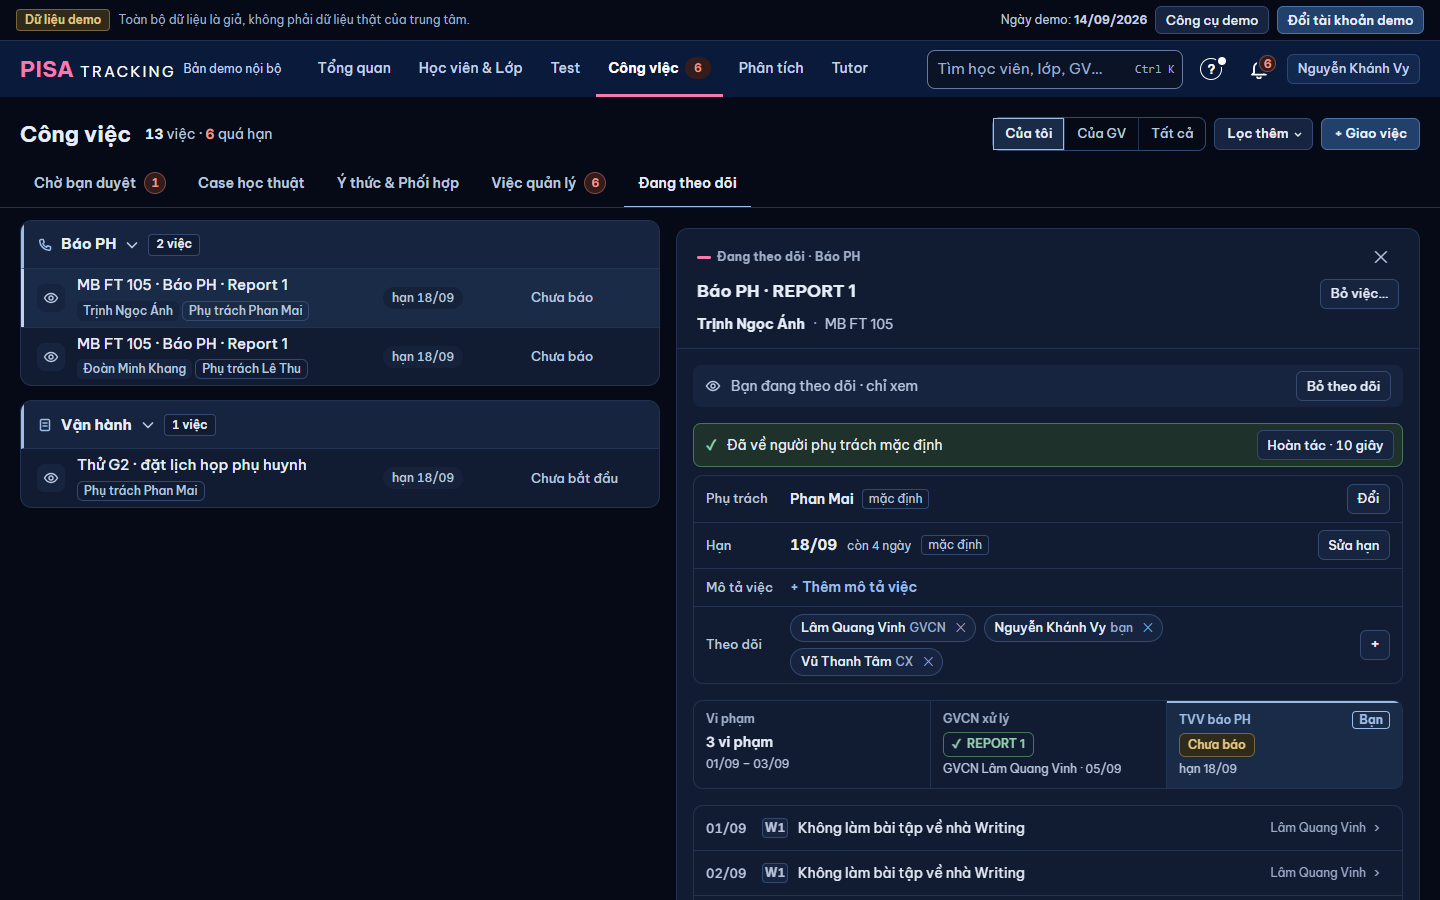 Dữ liệu demo Toàn bộ dữ liệu là giả, không phải dữ liệu thật của trung tâm. Ngày demo: 14/09/2026 Công cụ demo Đổi tài khoản demo
PISA TRACKING Bản demo nội bộ Tổng quan Học viên & Lớp Test Công việc 6 Phân tích Tutor Tìm học viên, lớp, GV... Ctrl K ? 6 Nguyễn Khánh Vy
Công việc 13 việc · 6 quá hạn Của tôi Của GV Tất cả Lọc thêm + Giao việc
Chờ bạn duyệt 1 Case học thuật Ý thức & Phối hợp Việc quản lý 6 Đang theo dõi
Báo PH 2 việc
MB FT 105 · Báo PH · Report 1
Trịnh Ngọc Ánh Phụ trách Phan Mai hạn 18/09 Chưa báo
MB FT 105 · Báo PH · Report 1
Đoàn Minh Khang Phụ trách Lê Thu hạn 18/09 Chưa báo
Vận hành 1 việc
Thử G2 · đặt lịch họp phụ huynh
Phụ trách Phan Mai hạn 18/09 Chưa bắt đầu
Đang theo dõi · Báo PH
Báo PH · REPORT 1 Bỏ việc...
Trịnh Ngọc Ánh · MB FT 105
Bạn đang theo dõi · chỉ xem Bỏ theo dõi
✓ Đã về người phụ trách mặc định Hoàn tác · 10 giây
Phụ trách Phan Mai mặc định Đổi
Hạn 18/09 còn 4 ngày mặc định Sửa hạn
Mô tả việc + Thêm mô tả việc
Theo dõi Lâm Quang Vinh GVCN × Nguyễn Khánh Vy bạn ×
Vũ Thanh Tâm CX × +
Vi phạm
3 vi phạm
01/09 – 03/09
GVCN xử lý
✓ REPORT 1
GVCN Lâm Quang Vinh · 05/09
TVV báo PH Bạn
Chưa báo
hạn 18/09
01/09 W1 Không làm bài tập về nhà Writing Lâm Quang Vinh ›
02/09 W1 Không làm bài tập về nhà Writing Lâm Quang Vinh ›